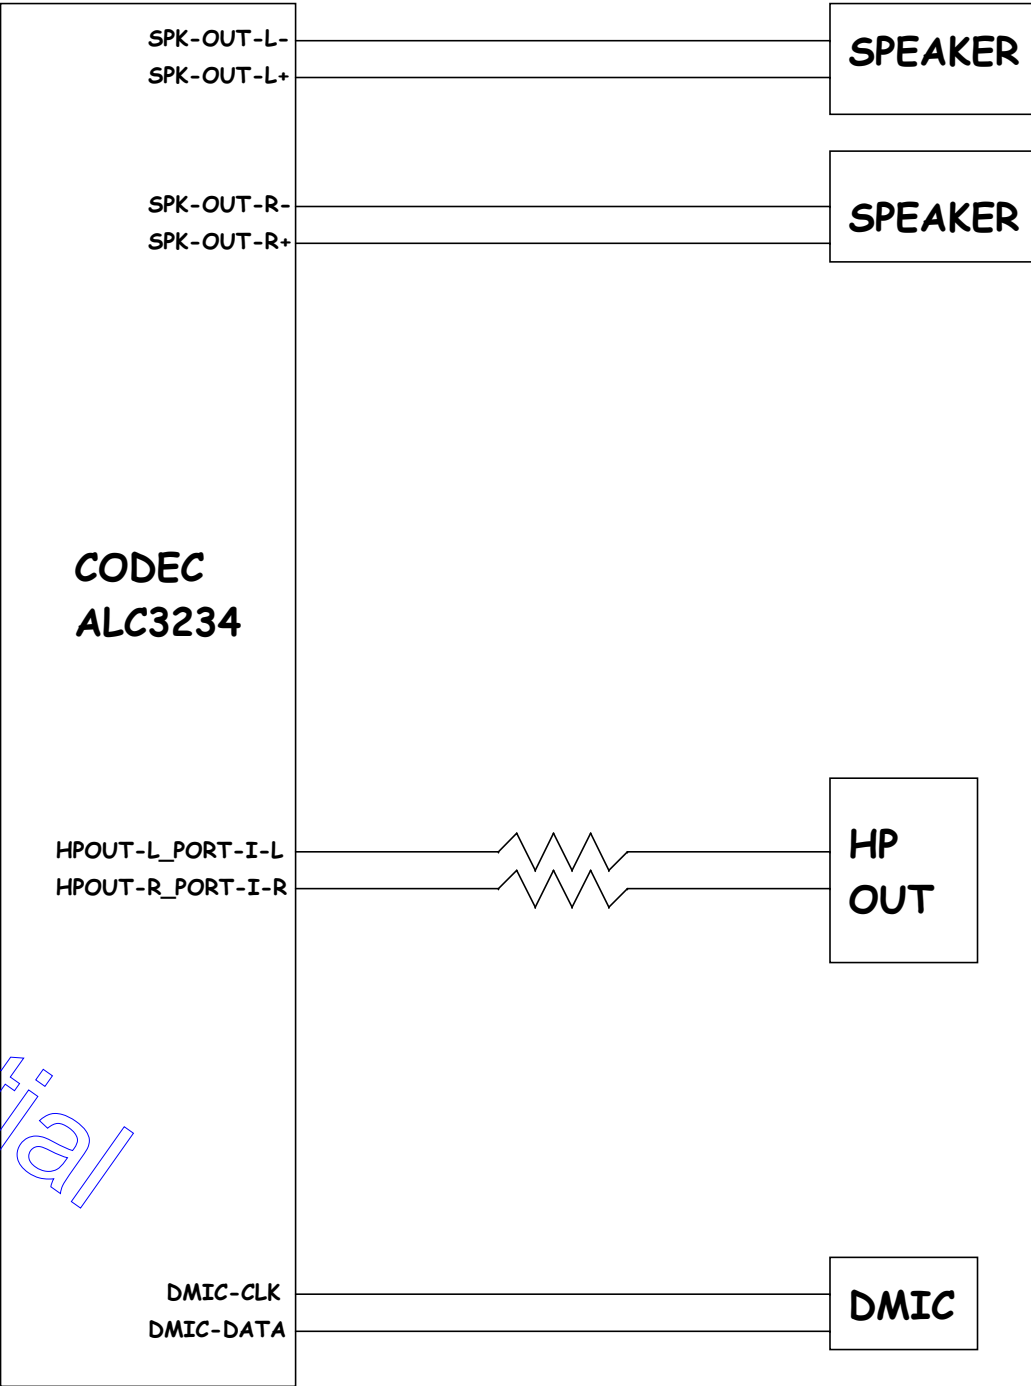 SPK-OUT-L-
SPK-OUT-L+
SPEAKER
SPK-OUT-R-
SPK-OUT-R+
SPEAKER
CODEC
ALC3234
HPOUT-L_PORT-I-L
HPOUT-R_PORT-I-R
HP
OUT
tial
DMIC-CLK
DMIC-DATA
DMIC